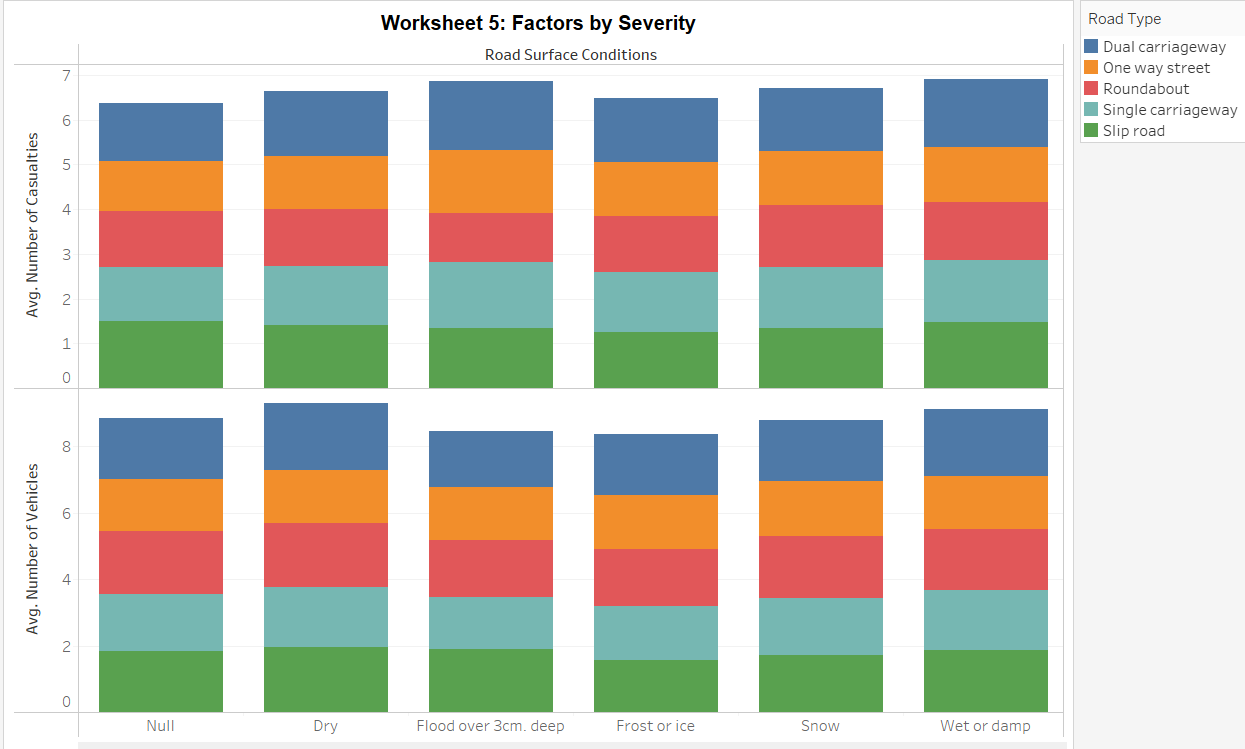 Worksheet 5: Factors by Severity
Road Surface Conditions
Avg. Number of Casualties
7
6
5
4
3
2
1
0
Avg. Number of Vehicles
8
6
4
2
0
Null Dry Flood over 3cm. deep Frost or ice Snow Wet or damp
Road Type
Dual carriageway
One way street
Roundabout
Single carriageway
Slip road